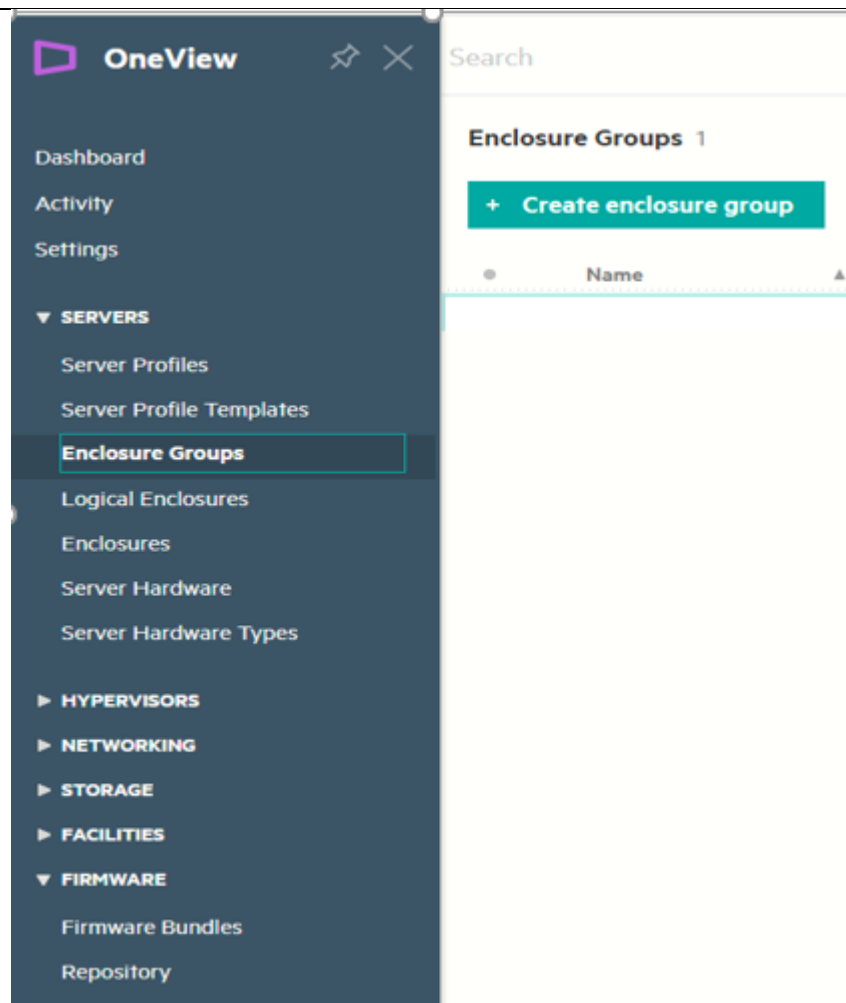 OneView
Dashboard
Activity
Settings
SERVERS
Server Profiles
Server Profile Templates
Enclosure Groups
Logical Enclosures
Enclosures
Server Hardware
Server Hardware Types
HYPERVISORS
NETWORKING
STORAGE
FACILITIES
FIRMWARE
Firmware Bundles
Repository
Search
Enclosure Groups 1
+ Create enclosure group
Name